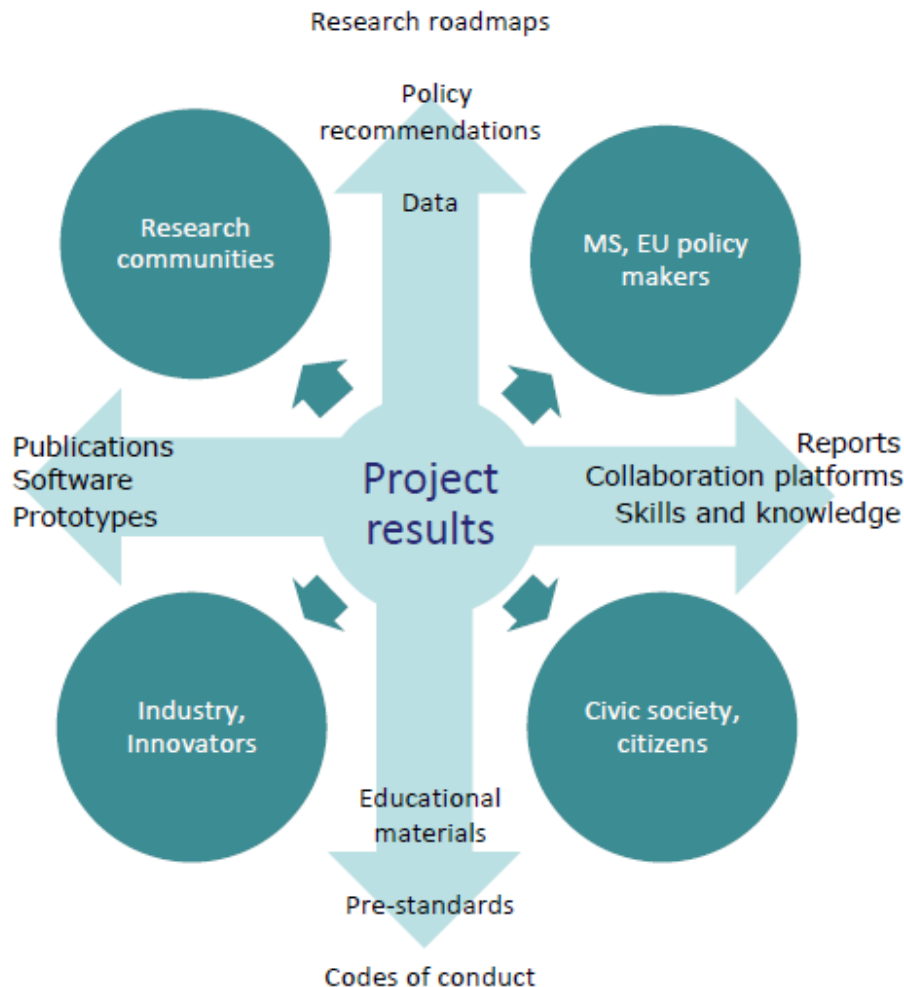 Research roadmaps
Policy
recommendations
Data
Research
communities
MS, EU policy
makers
Publications
Software
Prototypes
Project
results
Reports
Collaboration platforms
Skills and knowledge
Industry,
Innovators
Civic society,
citizens
Educational
materials
Pre-standards
Codes of conduct